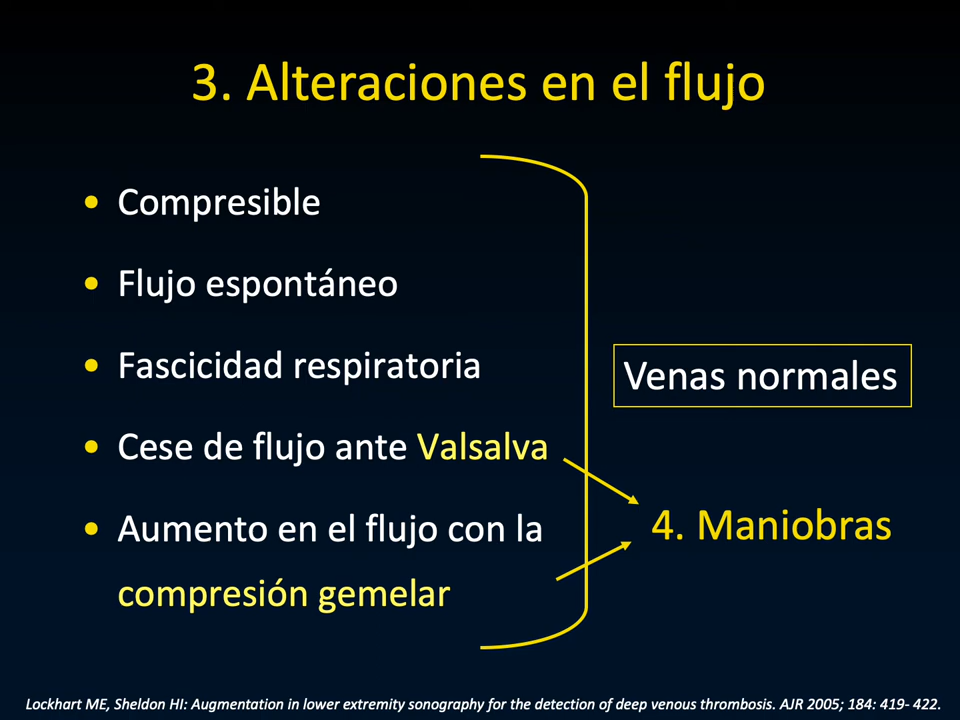 3. Alteraciones en el flujo
• Compresible
• Flujo espontáneo
• Fascicidad respiratoria
• Cese de flujo ante Valsalva
• Aumento en el flujo con la
compresión gemelar
Venas normales
4. Maniobras
Lockhart ME, Sheldon HI: Augmentation in lower extremity sonography for the detection of deep venous thrombosis. AJR 2005; 184: 419- 422.